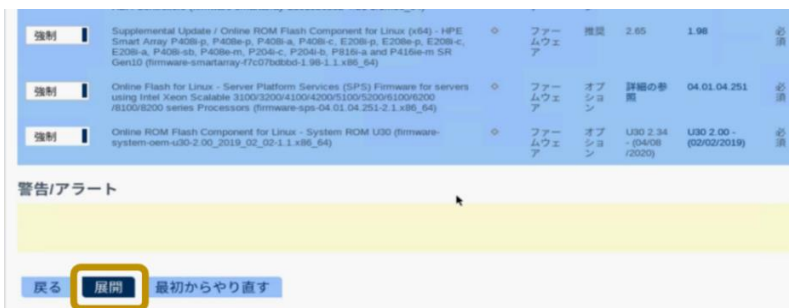 強制
Supplemental Update / Online ROM Flash Component for Linux (x64) - HPE
Smart Array P408i-p, P408e-p, P408i-a, P408i-c, E208i-p, E208e-p, E208i-c,
E208i-a, P408i-sb, P408e-m, P204i-c, P204i-b, P816i-a and P416ie-m SR
Gen10 (firmware-smartarray-f7c07bdbbd-1.98-1.1.x86_64)
ファー
ムウェ
ア
推奨
2.65
1.98
必
須
強制
Online Flash for Linux - Server Platform Services (SPS) Firmware for servers
using Intel Xeon Scalable 3100/3200/4100/4200/5100/5200/6100/6200
/8100/8200 series Processors (firmware-sps-04.01.04.251-2.1.x86_64)
ファー
ムウェ
ア
オプ
ショ
ン
詳細の参
照
04.01.04.251
必
須
強制
Online ROM Flash Component for Linux - System ROM U30 (firmware-
system-oem-u30-2.00_2019_02_02-1.1.x86_64)
ファー
ムウェ
ア
オプ
ショ
ン
U30 2.34
- (04/08
/2020)
U30 2.00 -
(02/02/2019)
必
須
警告/アラート
戻る
展開
最初からやり直す